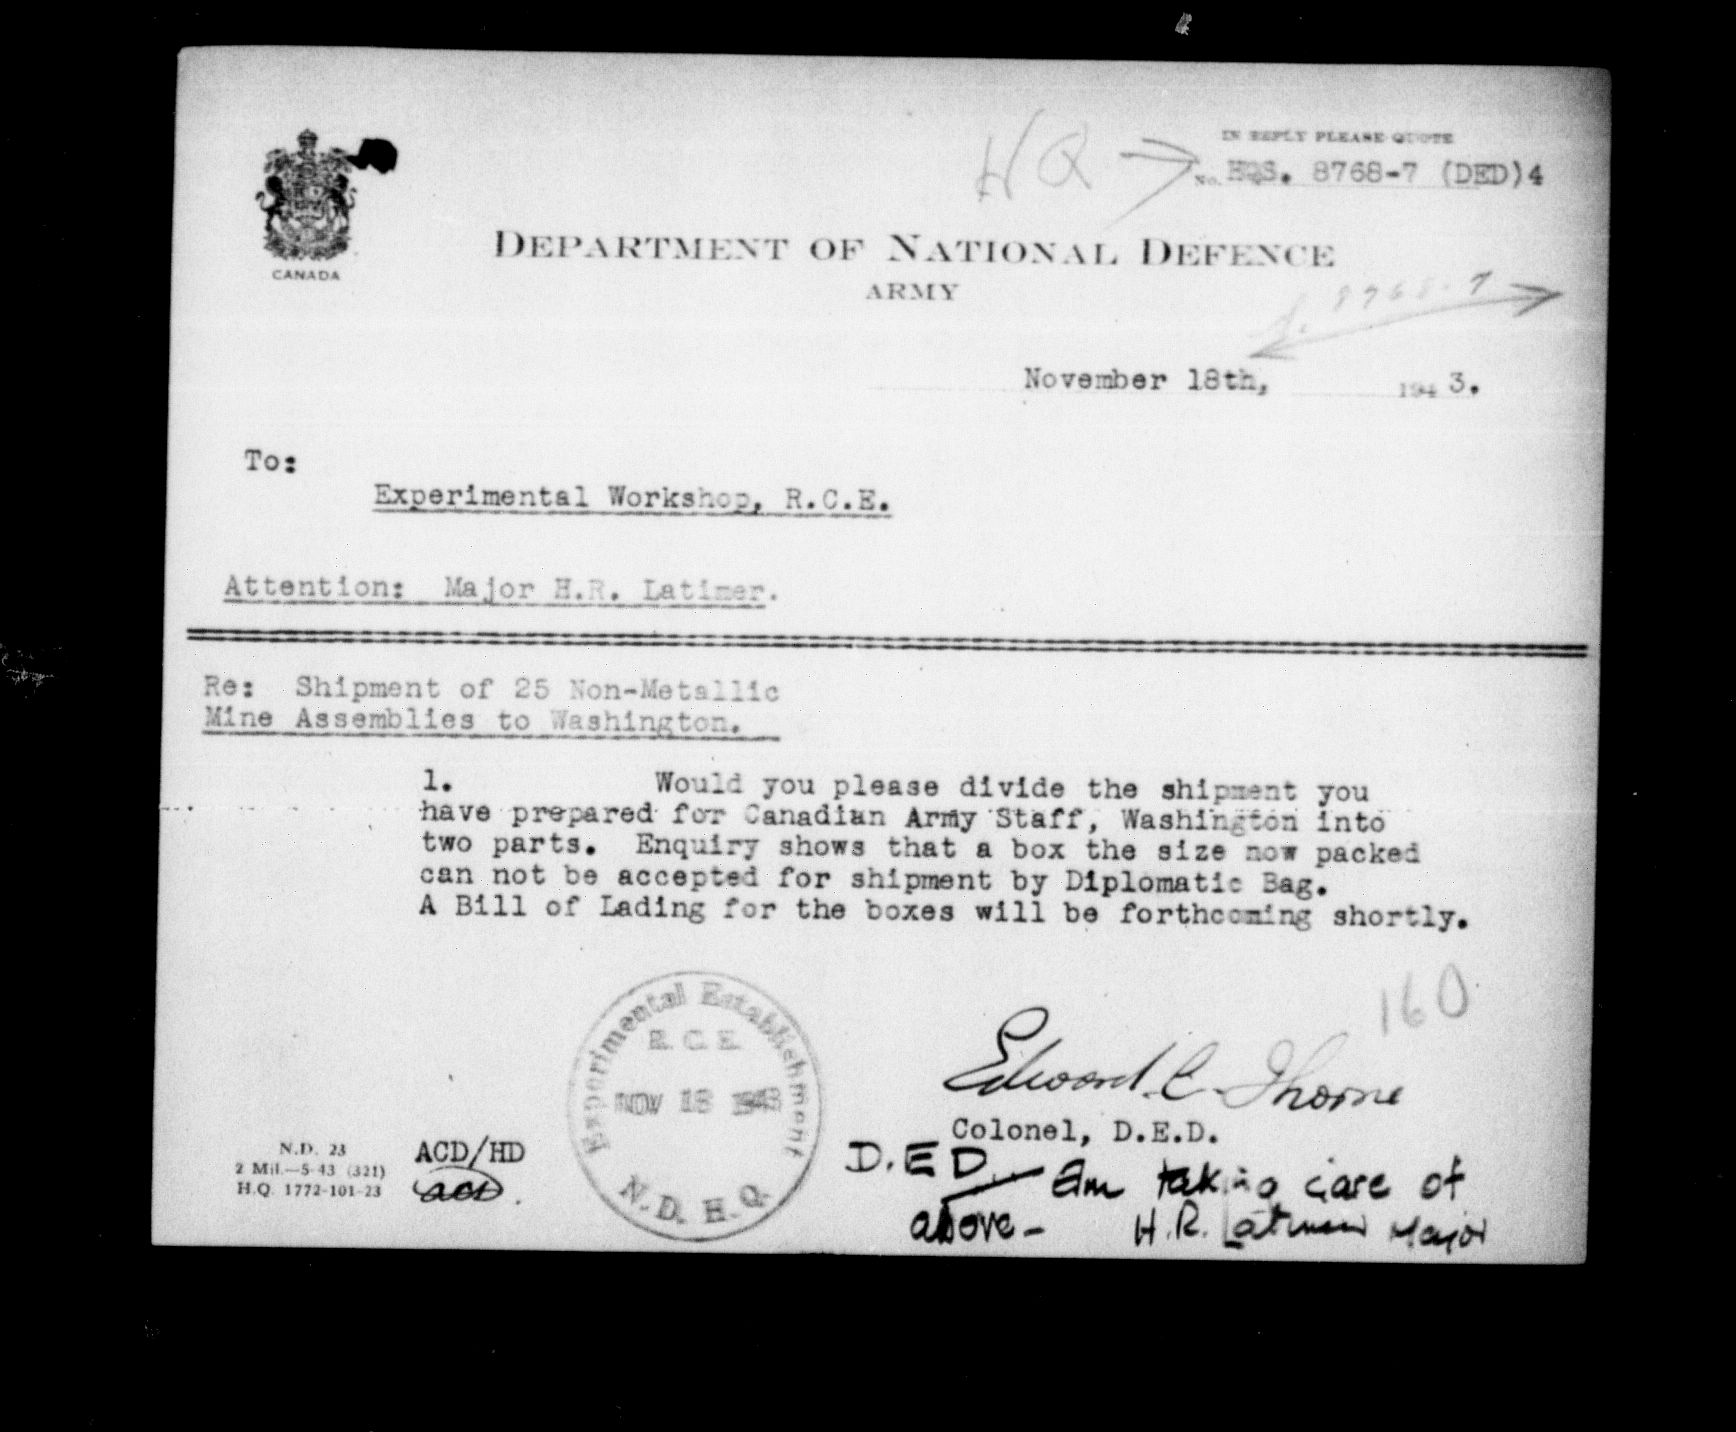 HQ
IN REPLY PLEASE QUOTE
No. HQS. 8768-7 (DED)4
CANADA
DEPARTMENT OF NATIONAL DEFENCE
ARMY
8768-7
November 18th, 1943.
To:
Experimental Workshop, R.C.E.
Attention: Major H.R. Latimer.
Re: Shipment of 25 Non-Metallic
Mine Assemblies to Washington.
1. Would you please divide the shipment you
have prepared for Canadian Army Staff, Washington into
two parts. Enquiry shows that a box the size now packed
can not be accepted for shipment by Diplomatic Bag.
A Bill of Lading for the boxes will be forthcoming shortly.
160
Experimental Establishment
R.C.E.
NOV 18 1943
N.D.H.Q.
Edward C. Thorne
Colonel, D.E.D.
N.D. 23
2 Mil.—5-43 (321)
H.Q. 1772-101-23
ACD/HD
acd
D.E.D. — Em taking care of
above — H.R. Latimer Major